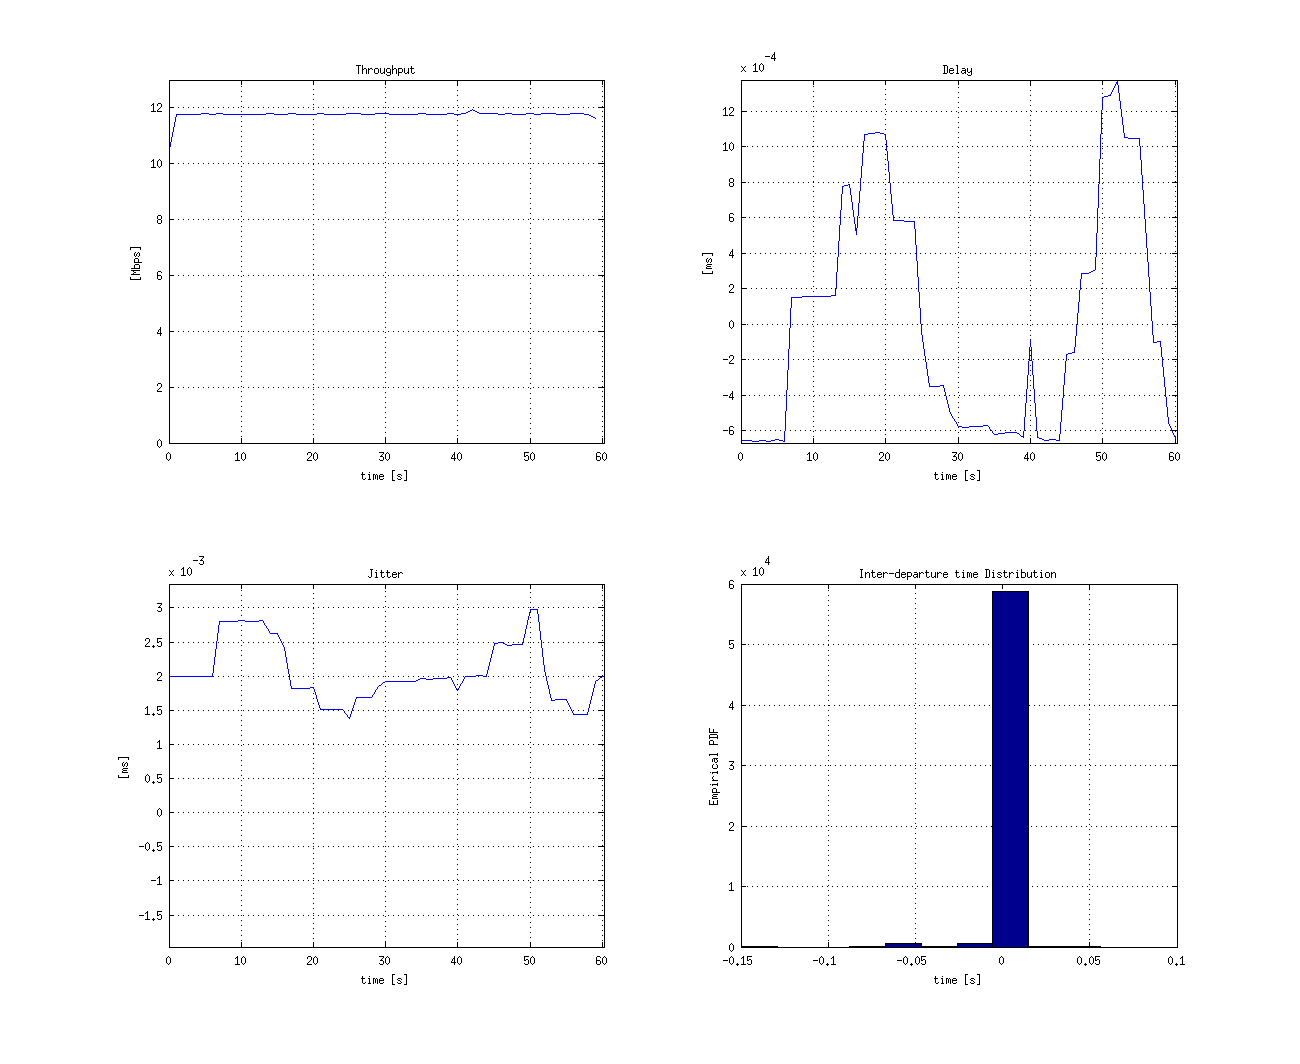 Throughput
12
10
8
6
4
2
0
[Mbps]
0 10 20 30 40 50 60
time [s]
x 10 -4
Delay
12
10
8
6
4
2
0
-2
-4
-6
[ms]
0 10 20 30 40 50 60
time [s]
x 10 -3
Jitter
3
2.5
2
1.5
1
0.5
0
-0.5
-1
-1.5
[ms]
0 10 20 30 40 50 60
time [s]
x 10 4
Inter-departure time Distribution
6
5
4
3
2
1
0
Empirical PDF
-0.15 -0.1 -0.05 0 0.05 0.1
time [s]